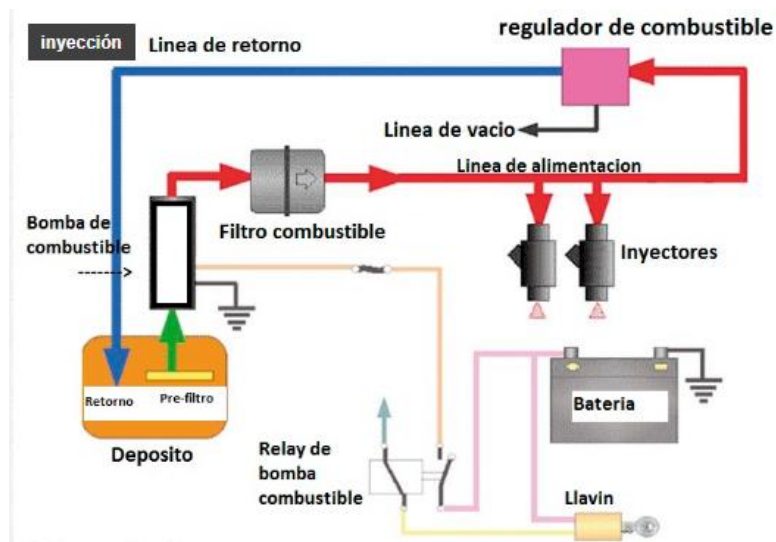 inyección
Linea de retorno
regulador de combustible
Linea de vacio
Linea de alimentacion
Bomba de
combustible
Filtro combustible
Inyectores
Retorno
Pre-filtro
Deposito
Bateria
Relay de
bomba
combustible
Llavin